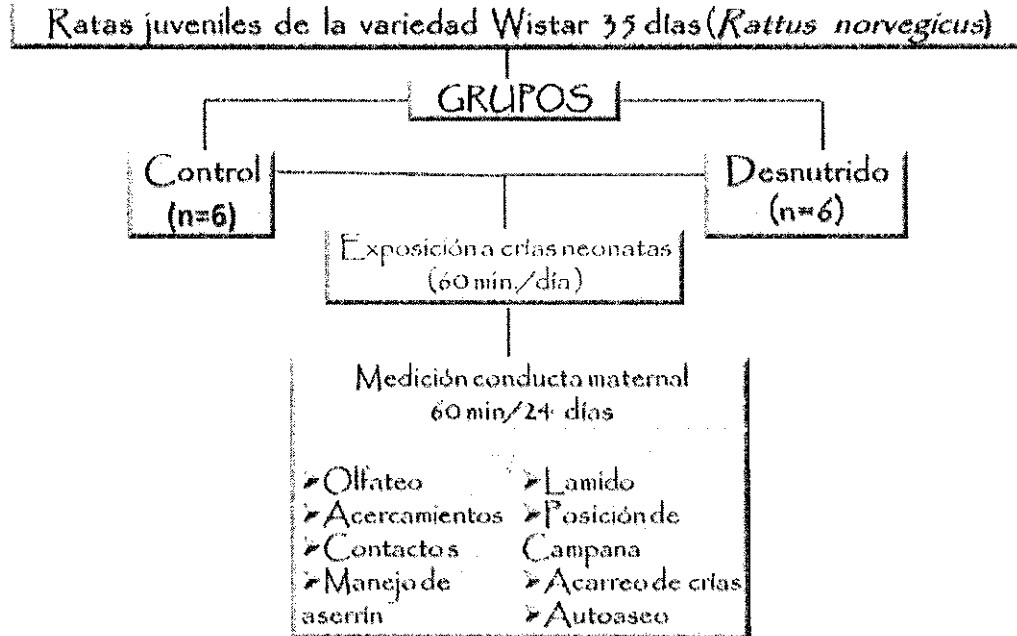 Ratas juveniles de la variedad Wistar 35 días (Rattus norvegicus)
GRUPOS
Control
(n=6)
Desnutrido
(n=6)
Exposición a crías neonatas
(60 min./día)
Medición conducta maternal
60 min/24 días
➢Olfateo
➢Acercamientos
➢Contactos
➢Manejo de
aserrín
➢Lamido
➢Posición de
Campana
➢Acarreo de crías
➢Autoaseo